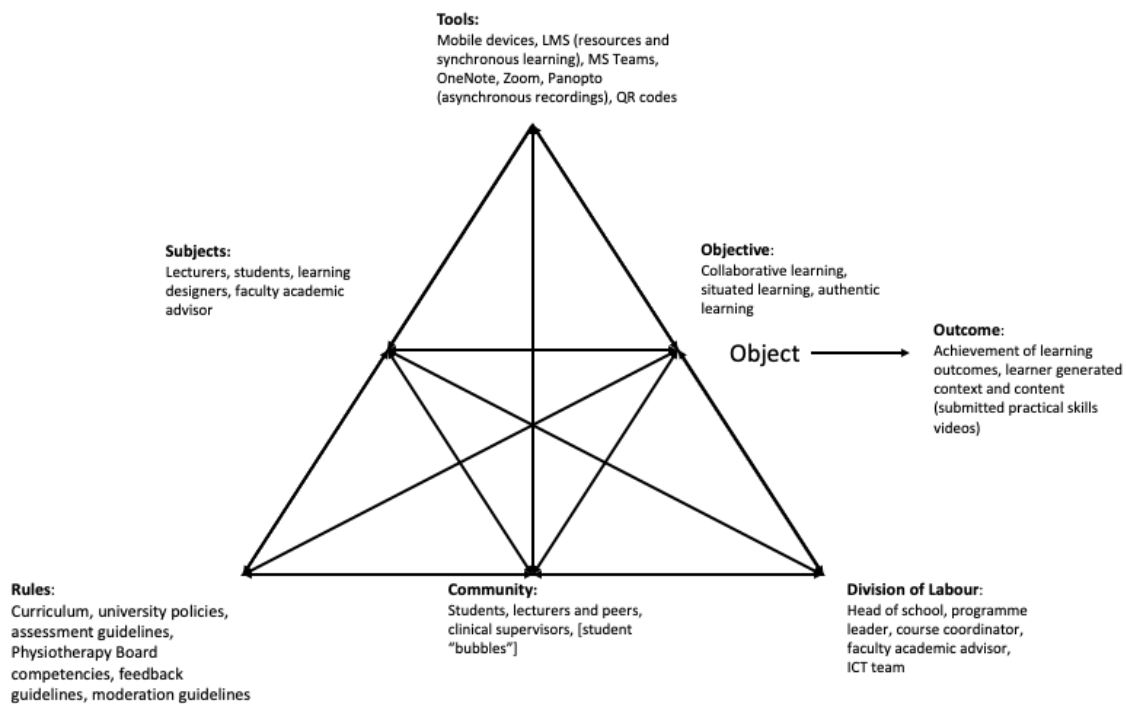 Tools:
Mobile devices, LMS (resources and
synchronous learning), MS Teams,
OneNote, Zoom, Panopto
(asynchronous recordings), QR codes
Subjects:
Lecturers, students, learning
designers, faculty academic
advisor
Objective:
Collaborative learning,
situated learning, authentic
learning
Object
Outcome:
Achievement of learning
outcomes, learner generated
context and content
(submitted practical skills
videos)
Rules:
Curriculum, university policies,
assessment guidelines,
Physiotherapy Board
competencies, feedback
guidelines, moderation guidelines
Community:
Students, lecturers and peers,
clinical supervisors, [student
“bubbles”]
Division of Labour:
Head of school, programme
leader, course coordinator,
faculty academic advisor,
ICT team